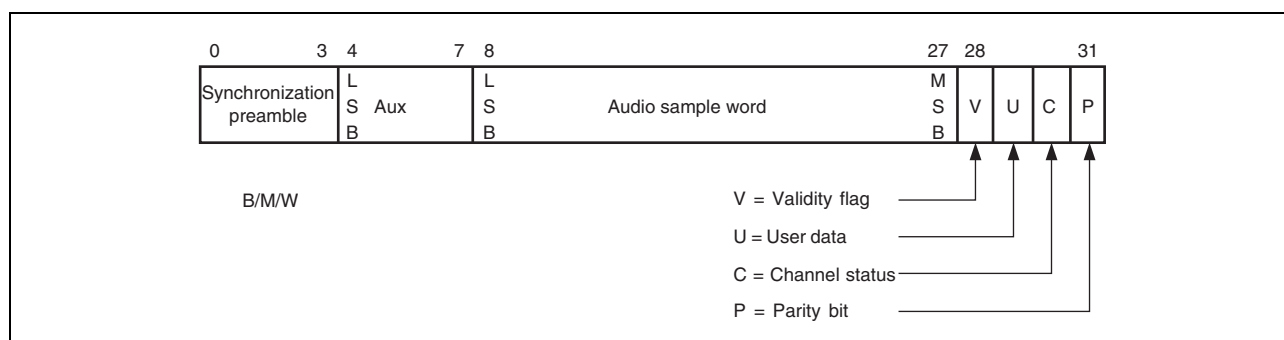 0 3 4 7 8 27 28 31
Synchronization
preamble
L
S
B
Aux
L
S
B
Audio sample word
M
S
B
V
U
C
P
B/M/W
V = Validity flag
U = User data
C = Channel status
P = Parity bit